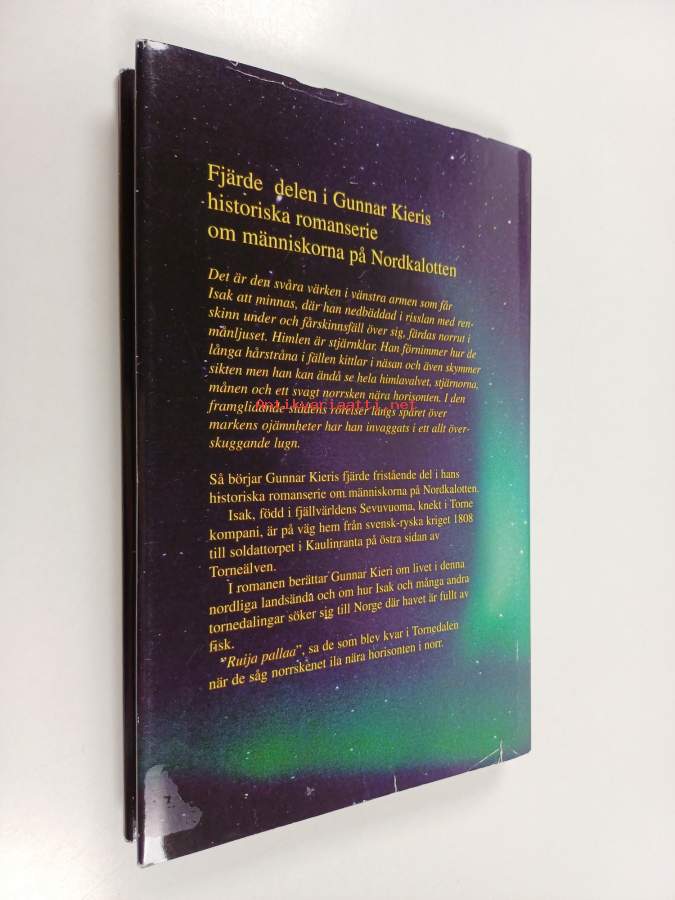 Fjärde delen i Gunnar Kieris
historiska romanserie
om människorna på Nordkalotten
Det är den svåra värken i vänstra armen som får
Isak att minnas, där han nedbäddad i risslan med ren-
skinn under och fårskinnsfäll över sig, färdas norrut i
månljuset. Himlen är stjärnklar. Han förnimmer hur de
långa hårstråna i fällen kittlar i näsan och även skymmer
sikten men han kan ändå se hela himlavalvet, stjärnorna,
månen och ett svagt norrsken nära horisonten. I den
framglidande slädens rörelser längs spåret över
Antikvariaatti.net
markens ojämnheter har han invaggats i ett allt över-
skuggande lugn.
Så börjar Gunnar Kieris fjärde fristående del i hans
historiska romanserie om människorna på Nordkalotten.
Isak, född i fjällvärldens Sevuvuoma, knekt i Torne
kompani, är på väg hem från svensk-ryska kriget 1808
till soldattorpet i Kaulinranta på östra sidan av
Torneälven.
I romanen berättar Gunnar Kieri om livet i denna
nordliga landsända och om hur Isak och många andra
tornedalingar söker sig till Norge där havet är fullt av
fisk.
"Ruija pallaa", sa de som blev kvar i Tornedalen
när de såg norrskenet ila nära horisonten i norr.